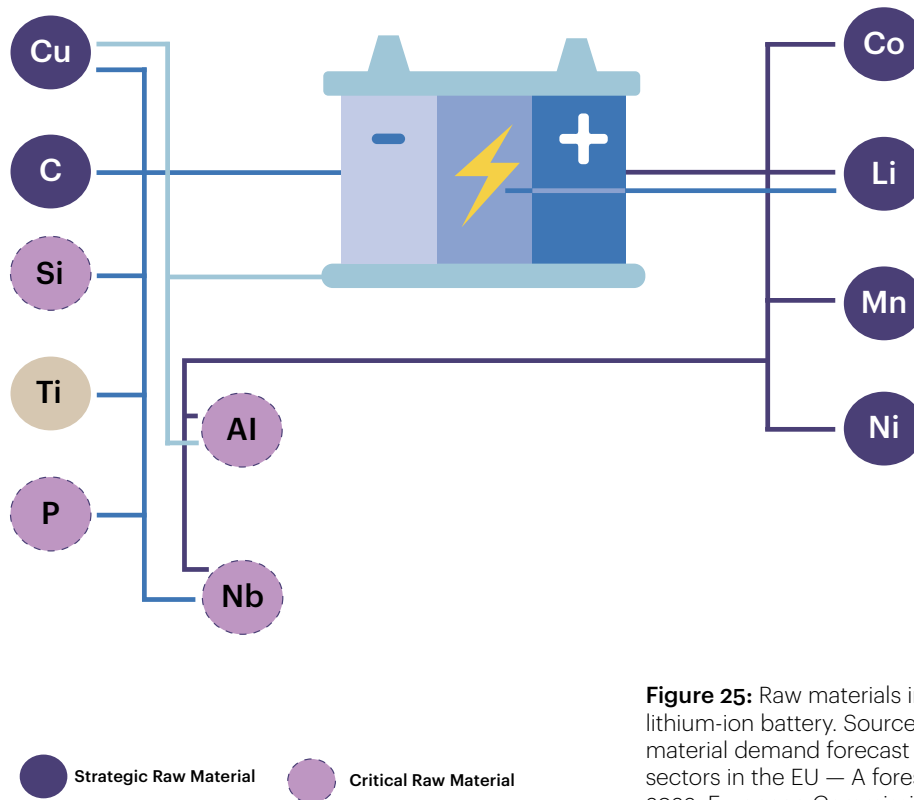 Cu
Co
C
Li
Si
Mn
Ti
Al
Ni
P
Nb
Figure 25: Raw materials
lithium-ion battery. Source
material demand forecast
sectors in the EU — A
Strategic Raw Material
Critical Raw Material